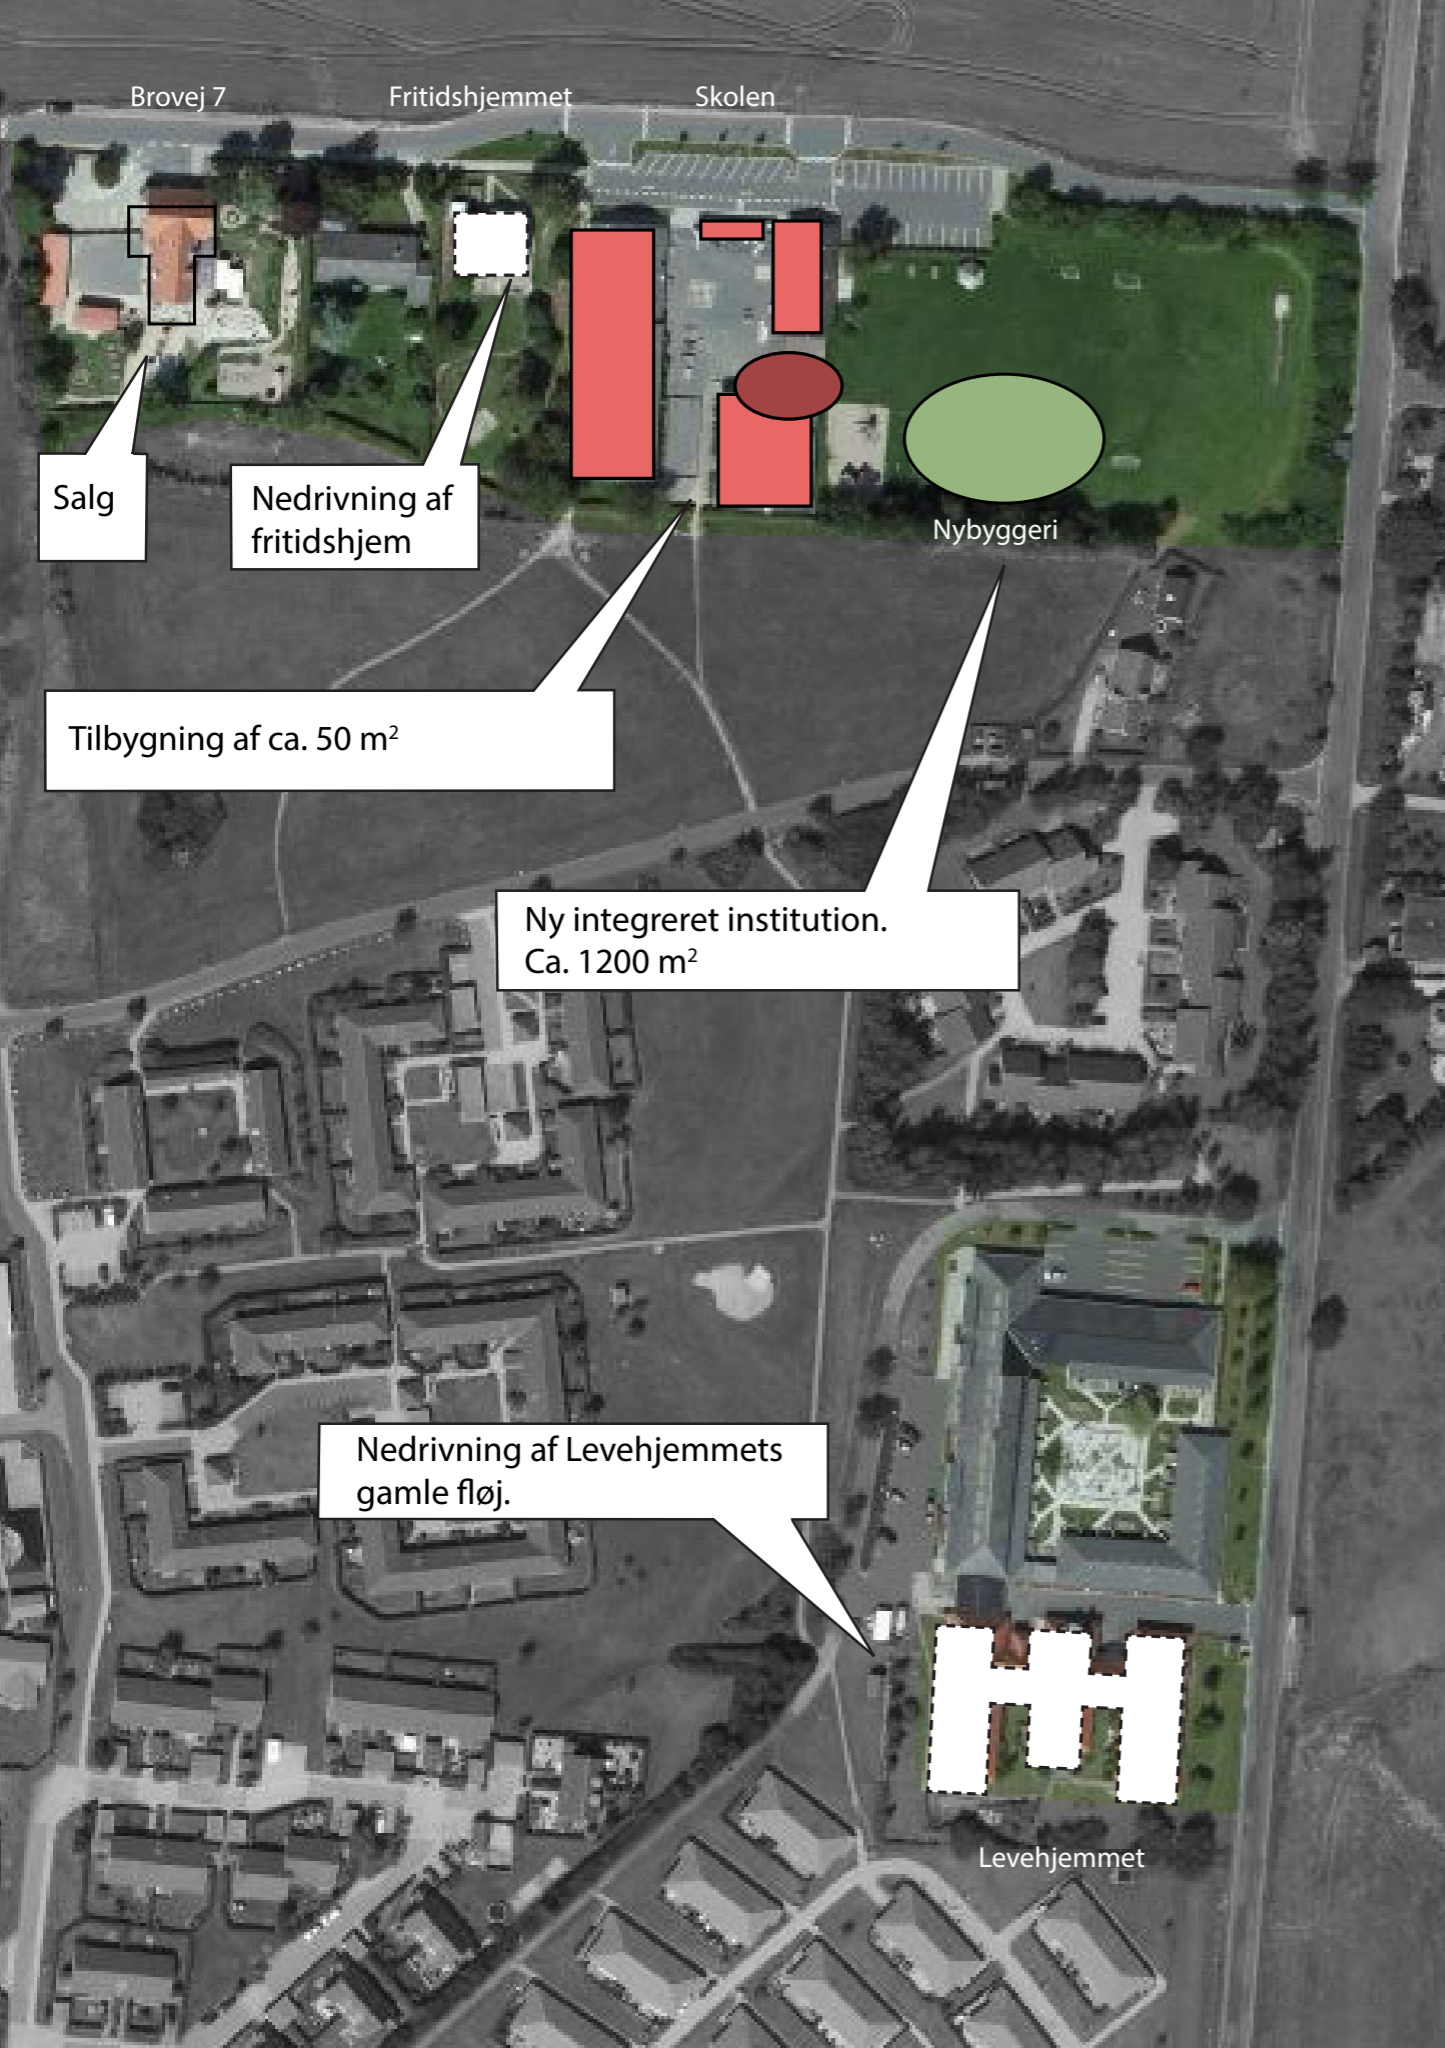 Brovej 7
Fritidshjemmet
Skolen
Salg
Nedrivning af
fritidshjem
Nybyggeri
Tilbygning af ca. 50 m²
Ny integreret institution.
Ca. 1200 m²
Nedrivning af Levehjemmets
gamle fløj.
Levehjemmet